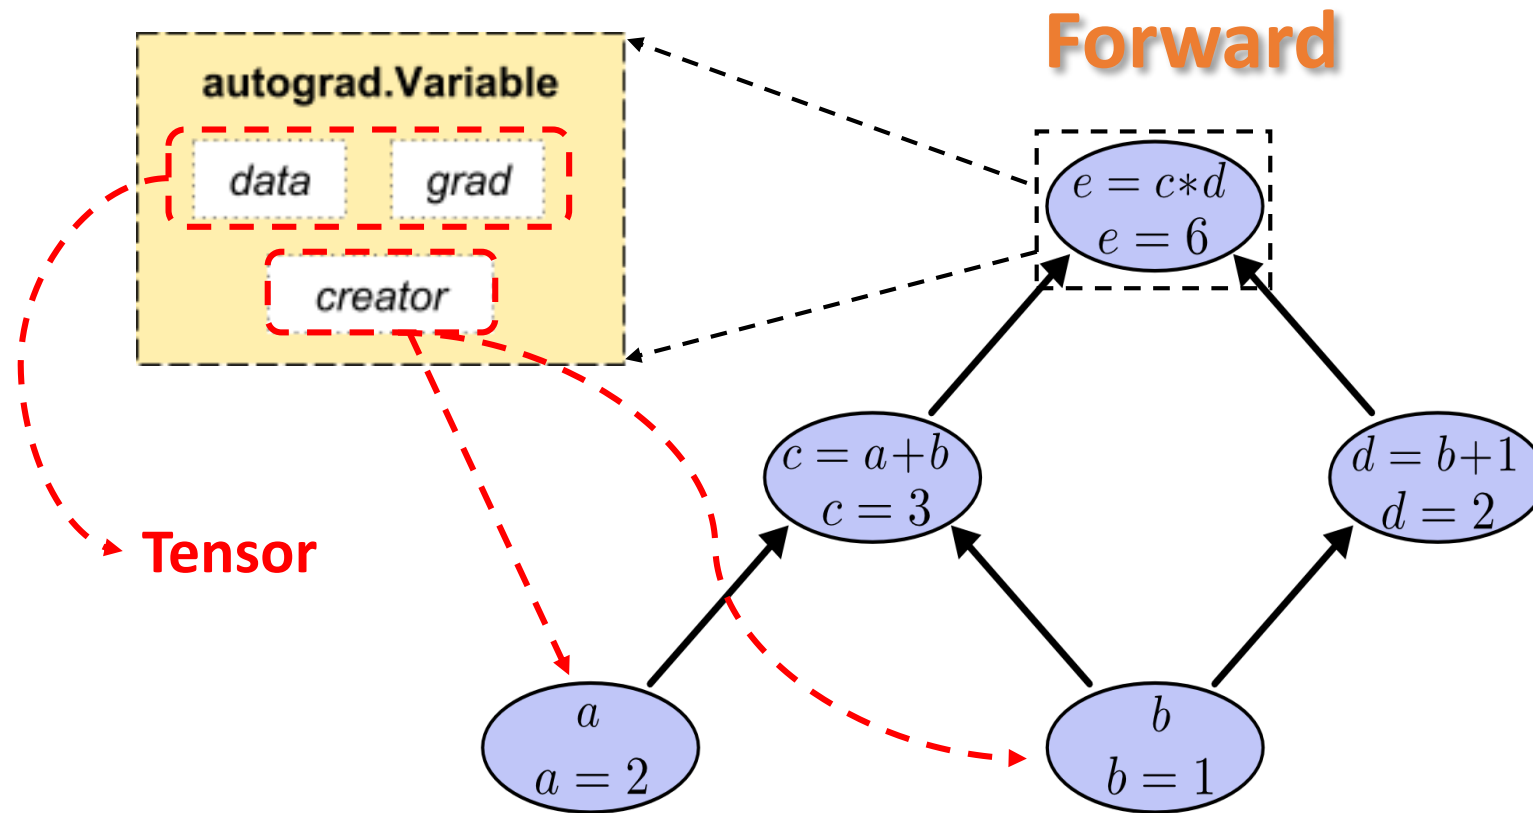 Forward
autograd.Variable
data grad
creator
e = c*d
e = 6
c = a+b
c = 3
d = b+1
d = 2
Tensor
a
a = 2
b
b = 1